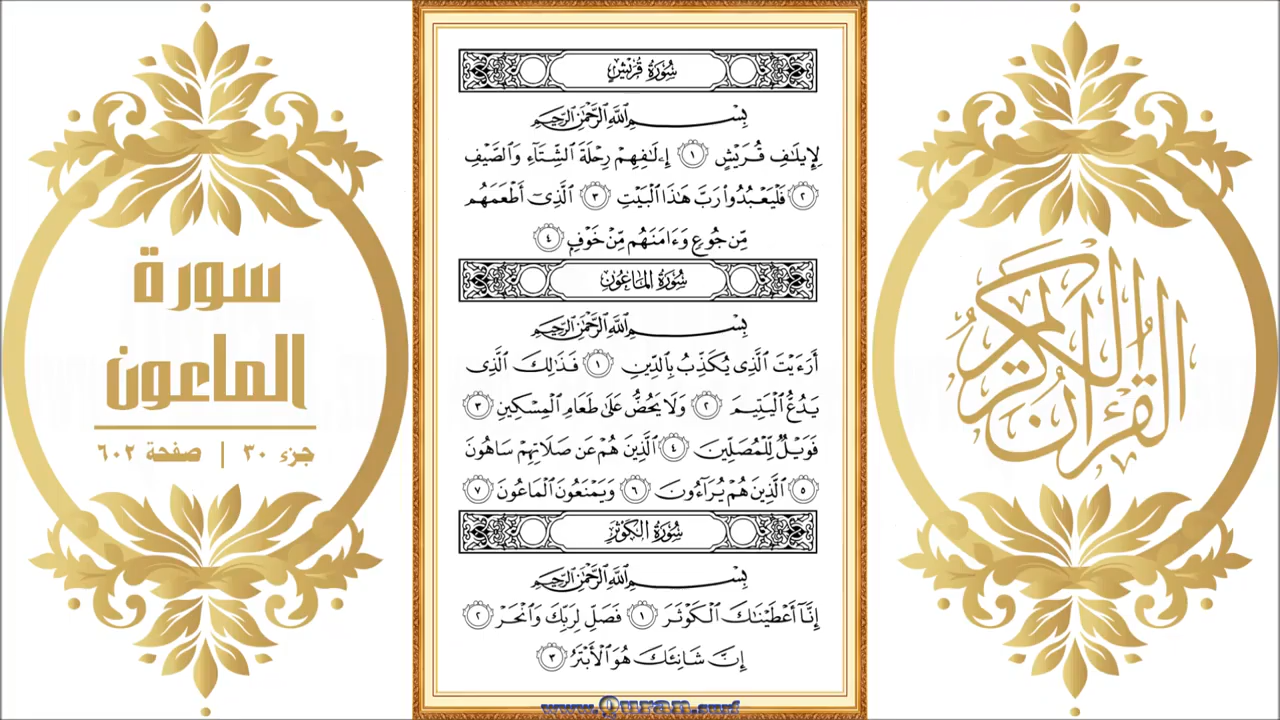 سُورَةُ قُرَيْشٍ
بِسْمِ اللَّهِ الرَّحْمَٰنِ الرَّحِيمِ
لِإِيلَٰفِ قُرَيْشٍ ١ إِۦلَٰفِهِمْ رِحْلَةَ الشِّتَآءِ وَالصَّيْفِ
٢ فَلْيَعْبُدُوا۟ رَبَّ هَٰذَا الْبَيْتِ ٣ الَّذِىٓ أَطْعَمَهُم
مِّن جُوعٍ وَءَامَنَهُم مِّنْ خَوْفٍ ٤
سُورَةُ المَاعُونِ
بِسْمِ اللَّهِ الرَّحْمَٰنِ الرَّحِيمِ
أَرَءَيْتَ الَّذِى يُكَذِّبُ بِالدِّينِ ١ فَذَٰلِكَ الَّذِى
يَدُعُّ الْيَتِيمَ ٢ وَلَا يَحُضُّ عَلَىٰ طَعَامِ الْمِسْكِينِ ٣
فَوَيْلٌ لِّلْمُصَلِّينَ ٤ الَّذِينَ هُمْ عَن صَلَاتِهِمْ سَاهُونَ
٥ الَّذِينَ هُمْ يُرَآءُونَ ٦ وَيَمْنَعُونَ الْمَاعُونَ ٧
سُورَةُ الكَوْثَرِ
بِسْمِ اللَّهِ الرَّحْمَٰنِ الرَّحِيمِ
إِنَّآ أَعْطَيْنَٰكَ الْكَوْثَرَ ١ فَصَلِّ لِرَبِّكَ وَانْحَرْ ٢
إِنَّ شَانِئَكَ هُوَ الْأَبْتَرُ ٣
القرآن الكريم
سورة
الماعون
جزء ٣٠ | صفحة ٦٠٢